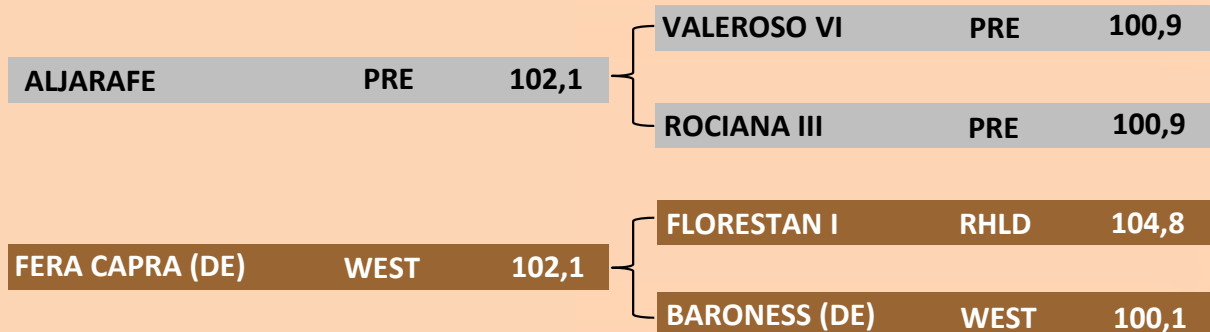 VALEROSO VI PRE 100,9
ALJARAFE PRE 102,1
ROCIANA III PRE 100,9
FLORESTAN I RHLD 104,8
FERA CAPRA (DE) WEST 102,1
BARONESS (DE) WEST 100,1